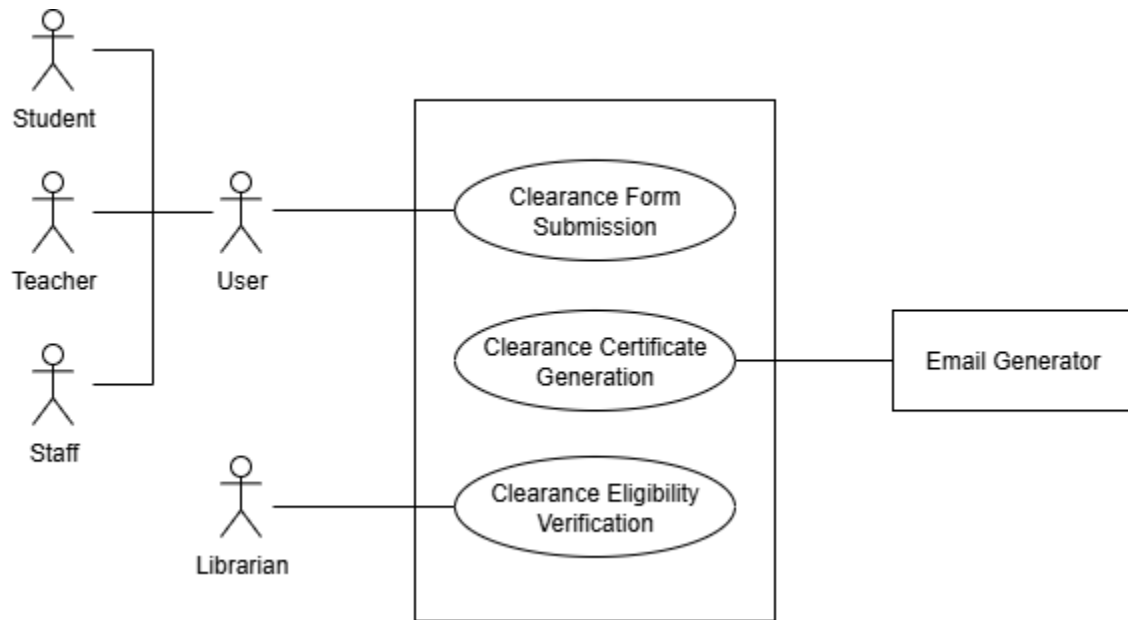 Student
Teacher
User
Staff
Librarian
Clearance Form
Submission
Clearance Certificate
Generation
Clearance Eligibility
Verification
Email Generator